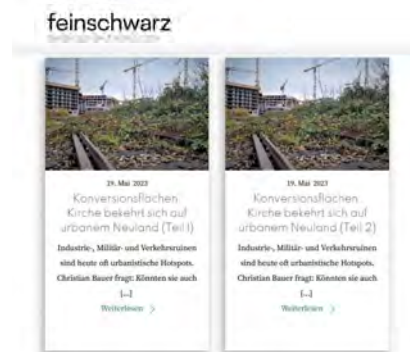 feinschwarz
19. Mai 2023
Konversionsflächen.
Kirche bekehrt sich auf
urbanem Neuland (Teil 1)
Industrie-, Militär- und Verkehrsruinen
sind heute oft urbanistische Hotspots.
Christian Bauer fragt: Könnten sie auch
[...]
Weiterlesen >
19. Mai 2023
Konversionsflächen.
Kirche bekehrt sich auf
urbanem Neuland (Teil 2)
Industrie-, Militär- und Verkehrsruinen
sind heute oft urbanistische Hotspots.
Christian Bauer fragt: Könnten sie auch
[...]
Weiterlesen >